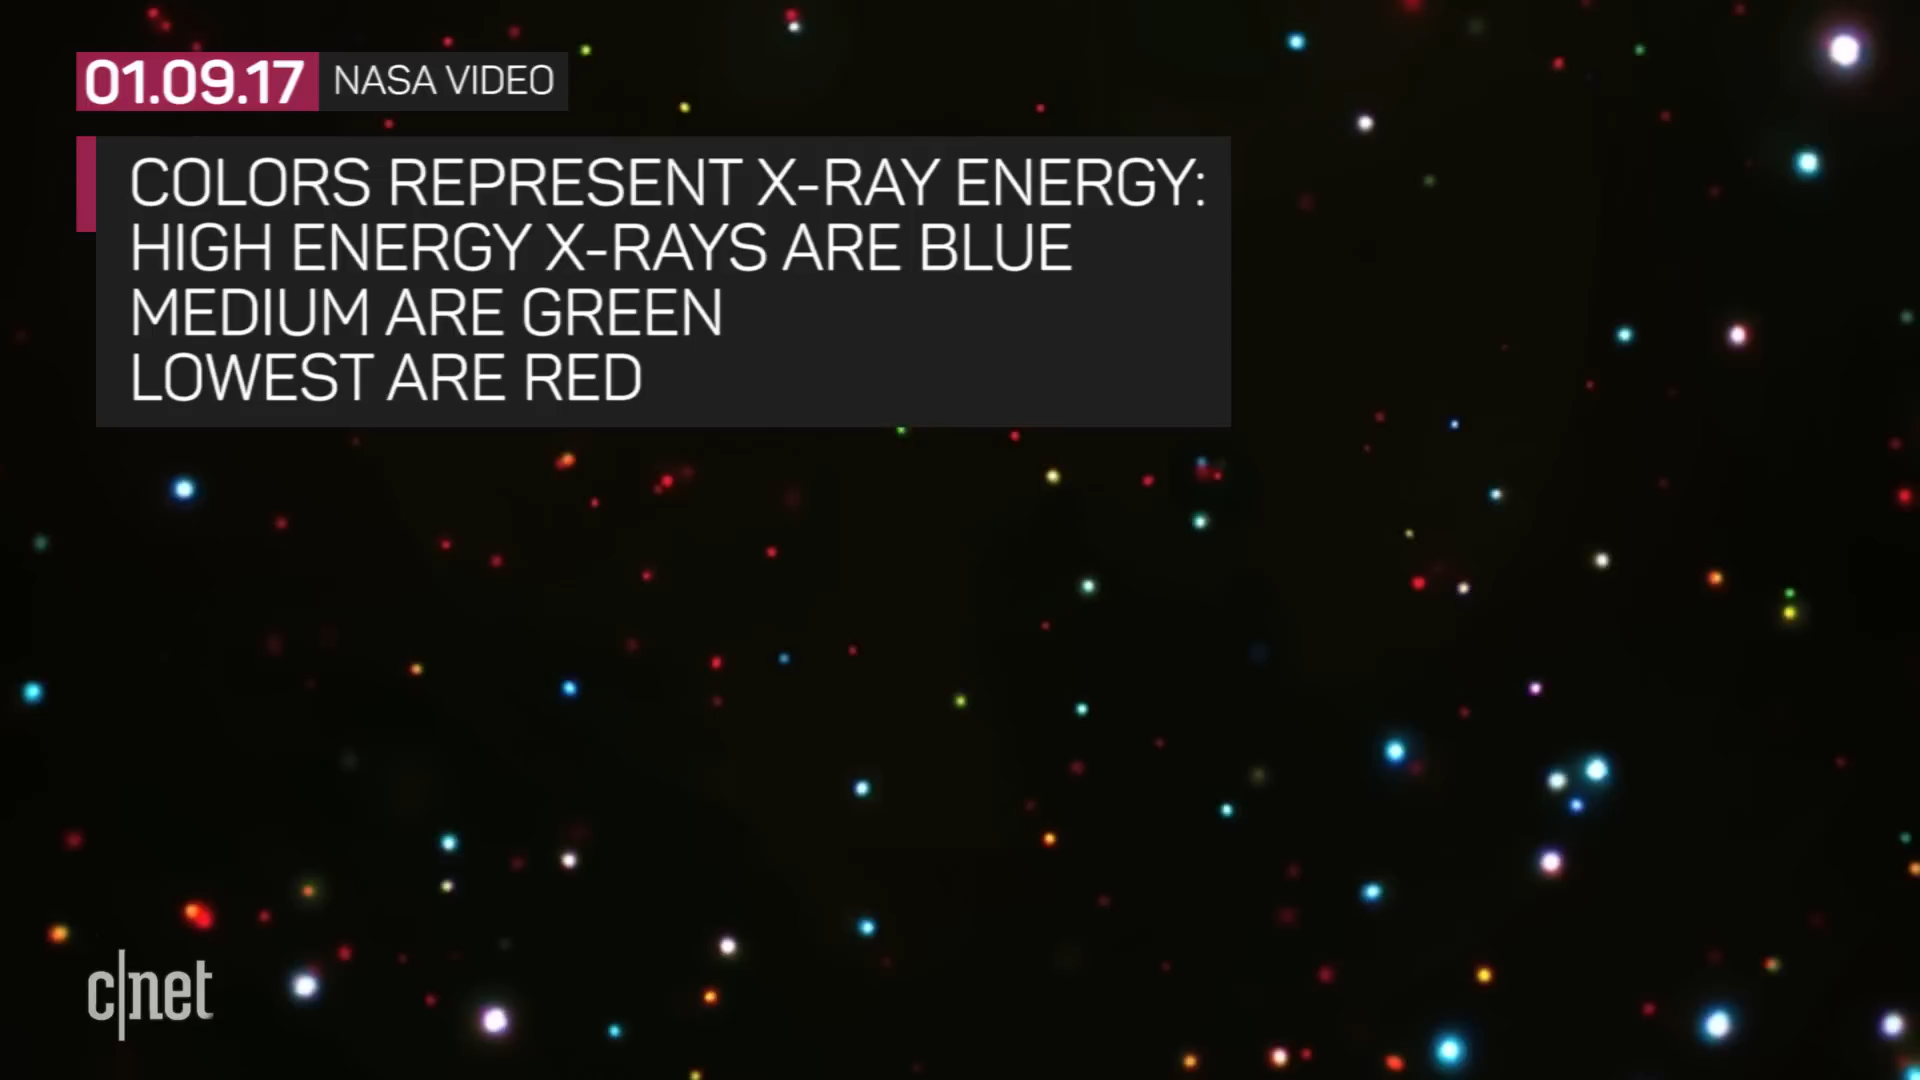 01.09.17 NASA VIDEO
COLORS REPRESENT X-RAY ENERGY:
HIGH ENERGY X-RAYS ARE BLUE
MEDIUM ARE GREEN
LOWEST ARE RED
c|net